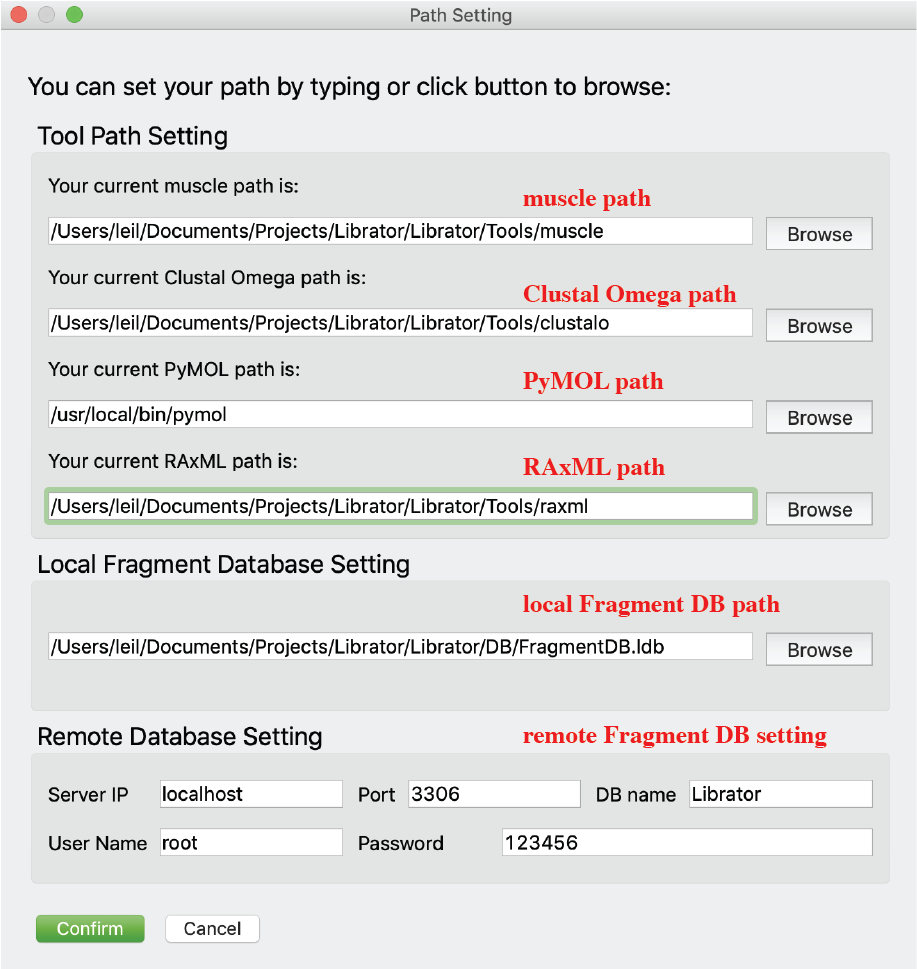 Path Setting
You can set your path by typing or click button to browse:
Tool Path Setting
Your current muscle path is:
muscle path
/Users/leil/Documents/Projects/Librator/Librator/Tools/muscle
Browse
Your current Clustal Omega path is:
Clustal Omega path
/Users/leil/Documents/Projects/Librator/Librator/Tools/clustalo
Browse
Your current PyMOL path is:
PyMOL path
/usr/local/bin/pymol
Browse
Your current RAxML path is:
RAxML path
/Users/leil/Documents/Projects/Librator/Librator/Tools/raxml
Browse
Local Fragment Database Setting
local Fragment DB path
/Users/leil/Documents/Projects/Librator/Librator/DB/FragmentDB.ldb
Browse
Remote Database Setting
remote Fragment DB setting
Server IP localhost Port 3306 DB name Librator
User Name root Password 123456
Confirm Cancel